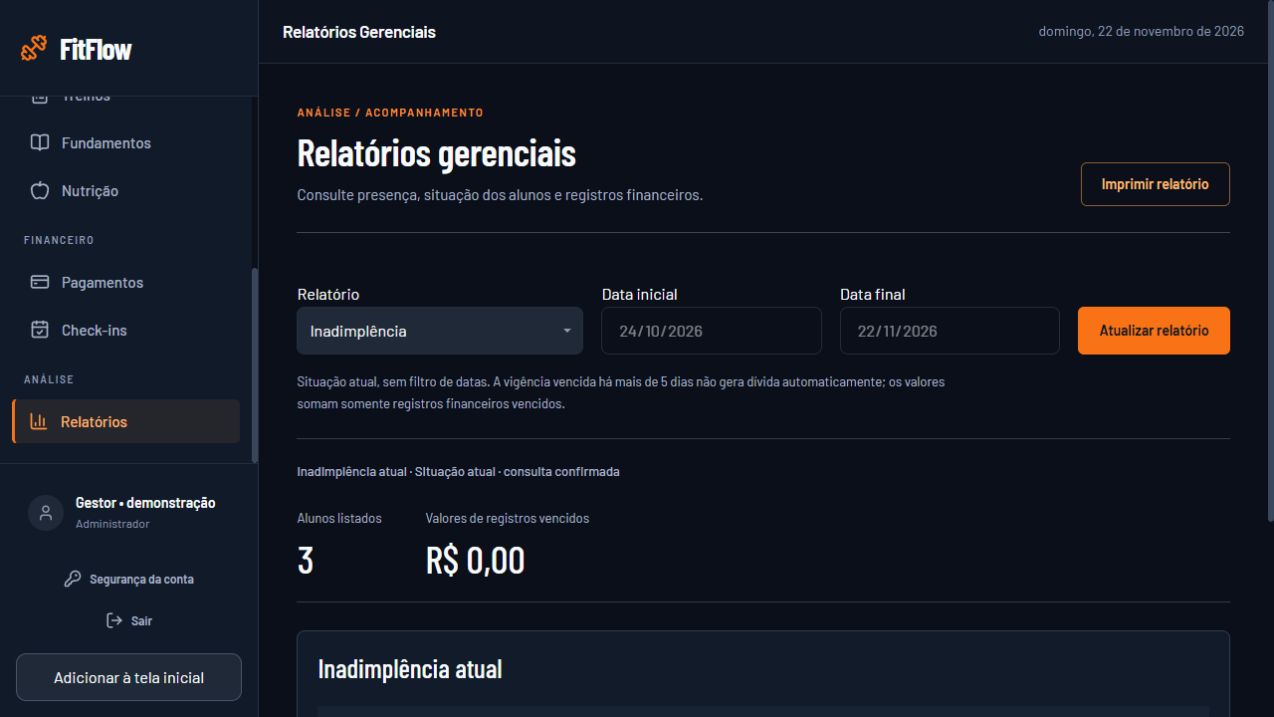 FitFlow
Treinos
Fundamentos
Nutrição
FINANCEIRO
Pagamentos
Check-ins
ANÁLISE
Relatórios
Gestor • demonstração
Administrador
Segurança da conta
Sair
Adicionar à tela inicial
Relatórios Gerenciais
domingo, 22 de novembro de 2026
ANÁLISE / ACOMPANHAMENTO
Relatórios gerenciais
Consulte presença, situação dos alunos e registros financeiros.
Imprimir relatório
Relatório
Data inicial
Data final
Inadimplência
24/10/2026
22/11/2026
Atualizar relatório
Situação atual, sem filtro de datas. A vigência vencida há mais de 5 dias não gera dívida automaticamente; os valores
somam somente registros financeiros vencidos.
Inadimplência atual · Situação atual · consulta confirmada
Alunos listados
Valores de registros vencidos
3
R$ 0,00
Inadimplência atual